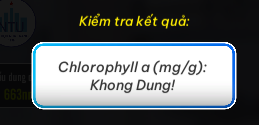 Kiểm tra kết quả:
Chlorophyll a (mg/g):
Khong Dung!